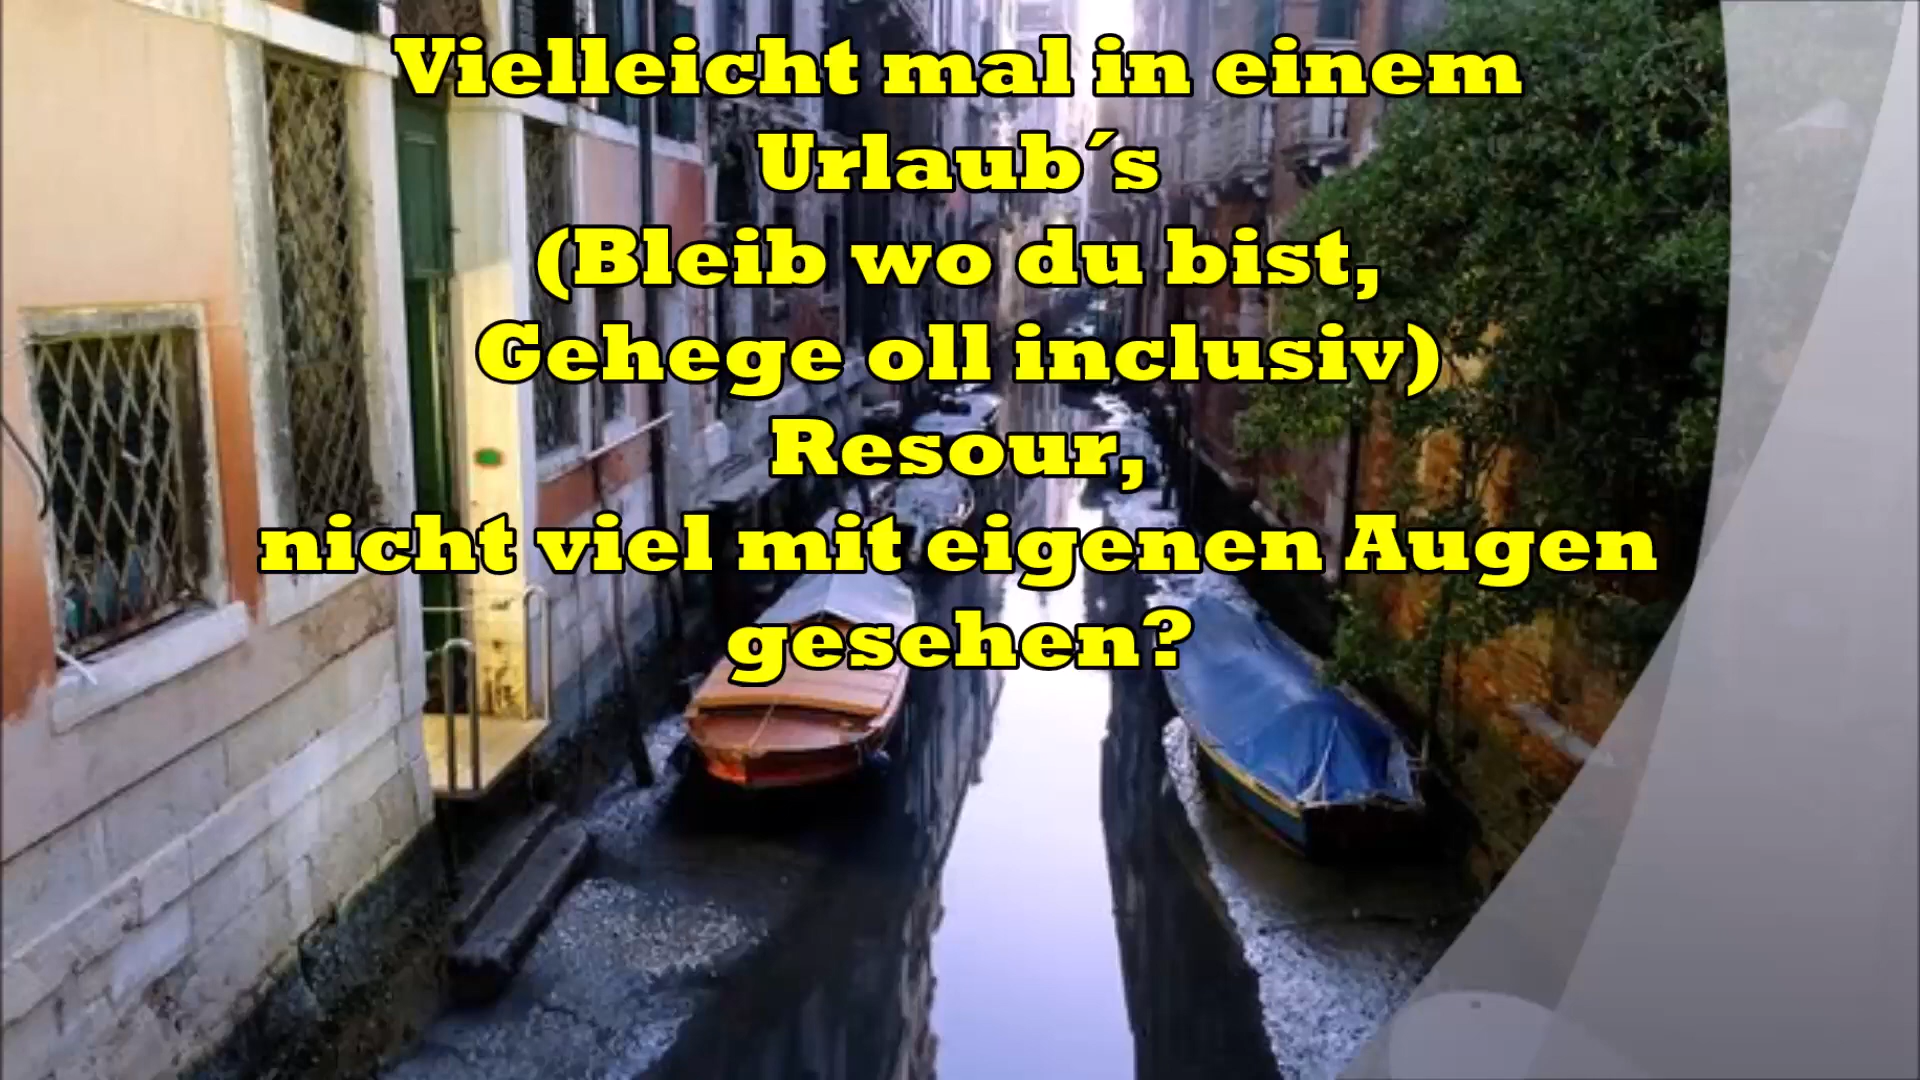 Vielleicht mal in einem
Urlaub´s
(Bleib wo du bist,
Gehege oll inclusiv)
Resour,
nicht viel mit eigenen Augen
gesehen?